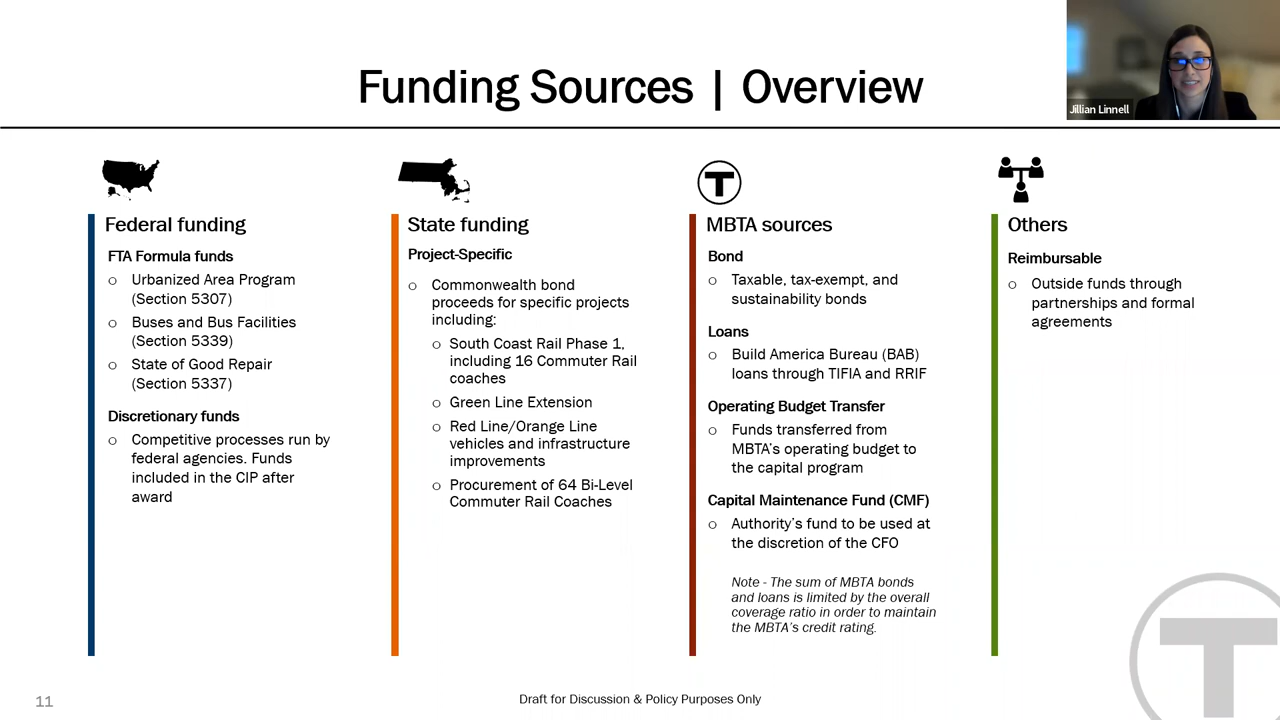 Funding Sources | Overview
Jillian Linnell
Federal funding
FTA Formula funds
o Urbanized Area Program
(Section 5307)
o Buses and Bus Facilities
(Section 5339)
o State of Good Repair
(Section 5337)
Discretionary funds
o Competitive processes run by
federal agencies. Funds
included in the CIP after
award
State funding
Project-Specific
o Commonwealth bond
proceeds for specific projects
including:
o South Coast Rail Phase 1,
including 16 Commuter Rail
coaches
o Green Line Extension
o Red Line/Orange Line
vehicles and infrastructure
improvements
o Procurement of 64 Bi-Level
Commuter Rail Coaches
T
MBTA sources
Bond
o Taxable, tax-exempt, and
sustainability bonds
Loans
o Build America Bureau (BAB)
loans through TIFIA and RRIF
Operating Budget Transfer
o Funds transferred from
MBTA’s operating budget to
the capital program
Capital Maintenance Fund (CMF)
o Authority’s fund to be used at
the discretion of the CFO
Note - The sum of MBTA bonds
and loans is limited by the overall
coverage ratio in order to maintain
the MBTA’s credit rating.
Others
Reimbursable
o Outside funds through
partnerships and formal
agreements
T
11
Draft for Discussion & Policy Purposes Only